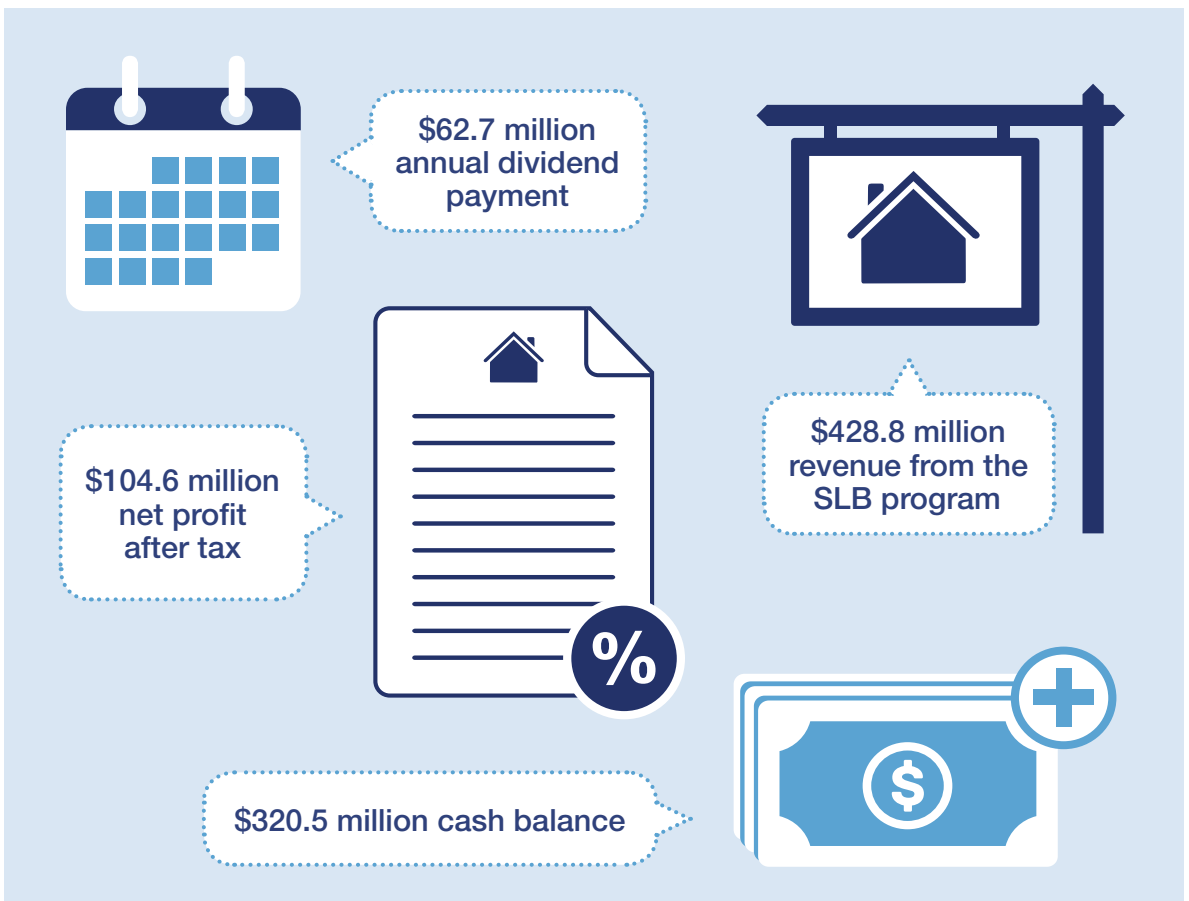 $62.7 million
annual dividend
payment
$428.8 million
revenue from the
SLB program
$104.6 million
net profit
after tax
%
$
$320.5 million cash balance